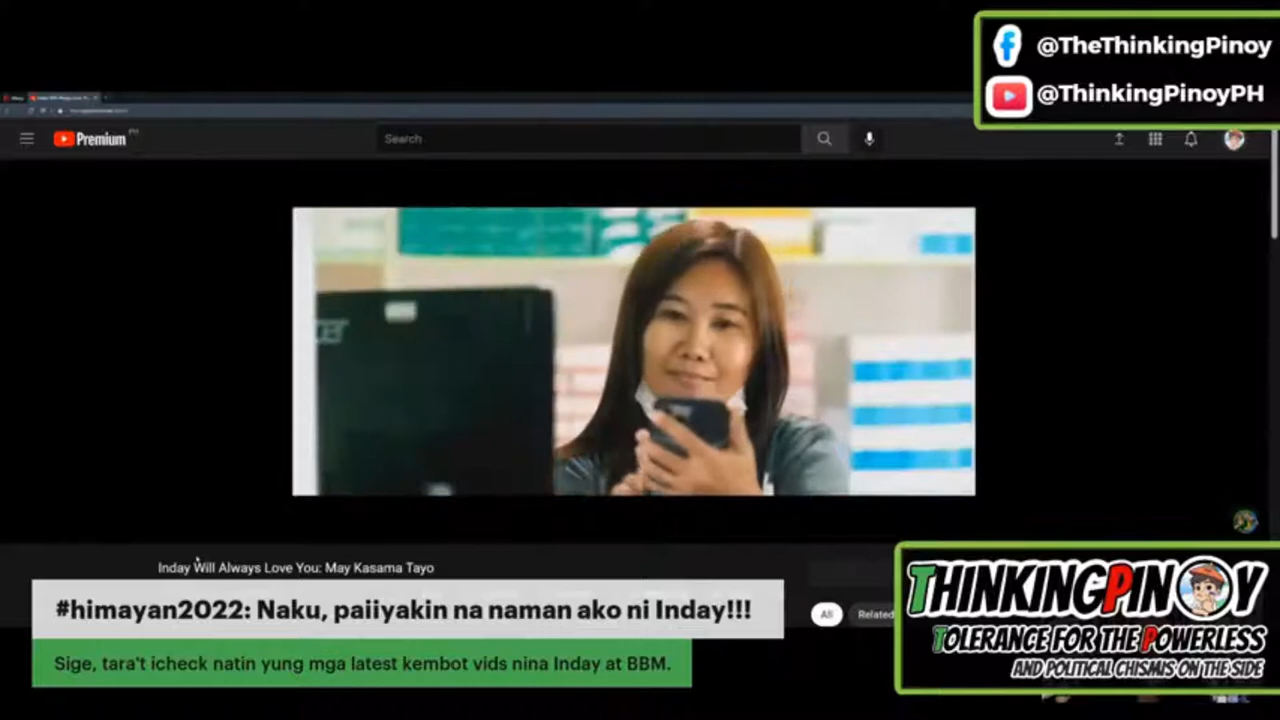 @TheThinkingPinoy
@ThinkingPinoyPH
Premium PH
Search
Inday Will Always Love You: May Kasama Tayo
#himayan2022: Naku, paiiyakin na naman ako ni Inday!!!
Sige, tara't icheck natin yung mga latest kembot vids nina Inday at BBM.
All
Related
THINKINGPINOY
TOLERANCE FOR THE POWERLESS
AND POLITICAL CHISMIS ON THE SIDE